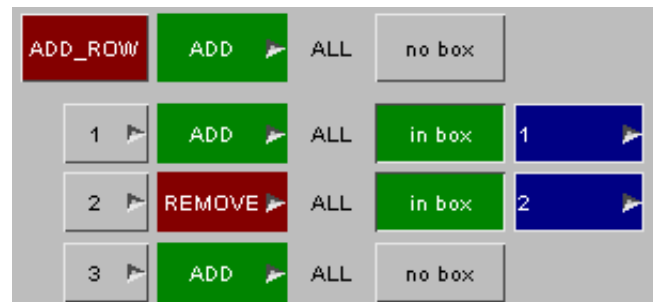 ADD_ROW ADD ALL no box
1 ADD ALL in box 1
2 REMOVE ALL in box 2
3 ADD ALL no box